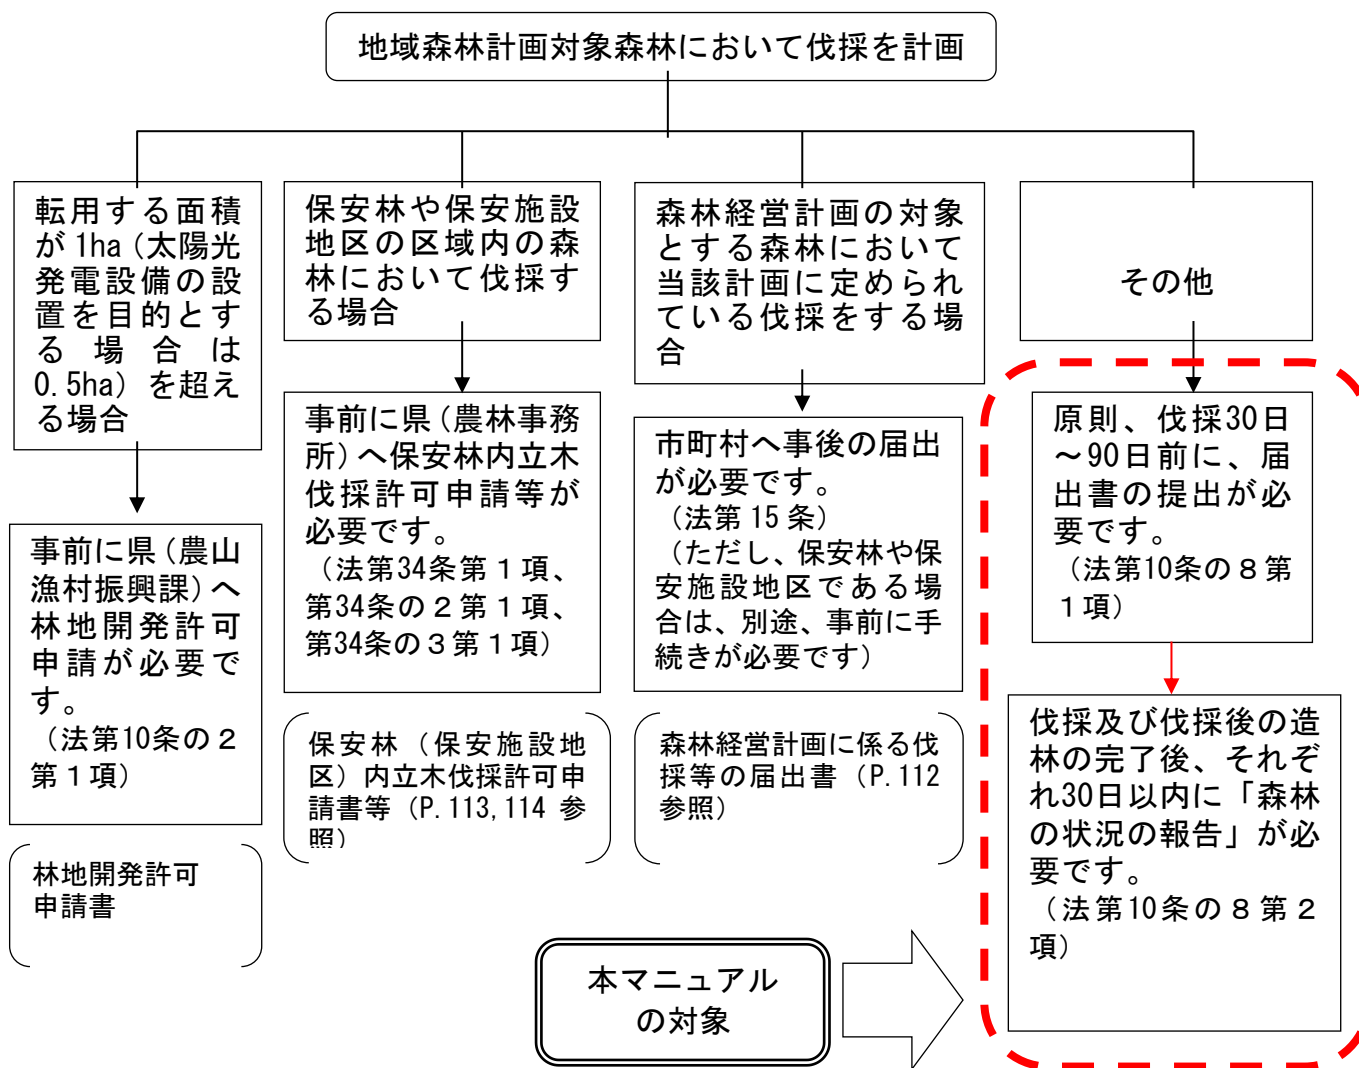 地域森林計画対象森林において伐採を計画
転用する面積
が1ha（太陽光
発電設備の設
置を目的とす
る場合は
0.5ha）を超え
る場合
事前に県（農山
漁村振興課）へ
林地開発許可
申請が必要で
す。
（法第10条の２
第１項）
林地開発許可
申請書
保安林や保安施設
地区の区域内の森
林において伐採す
る場合
事前に県（農林事務
所）へ保安林内立木
伐採許可申請等が
必要です。
（法第34条第１項、
第34条の２第１項、
第34条の３第１項）
保安林（保安施設地
区）内立木伐採許可申
請書等（P.113,114 参
照）
森林経営計画の対象
とする森林において
当該計画に定められ
ている伐採をする場
合
市町村へ事後の届出
が必要です。
（法第 15 条）
（ただし、保安林や保
安施設地区である場
合は、別途、事前に手
続きが必要です）
森林経営計画に係る伐
採等の届出書（P.112
参照）
その他
原則、伐採30日
～90日前に、届
出書の提出が必
要です。
（法第10条の８第
１項）
伐採及び伐採後の造
林の完了後、それぞ
れ30日以内に「森林
の状況の報告」が必
要です。
（法第10条の８第２
項）
本マニュアル
の対象